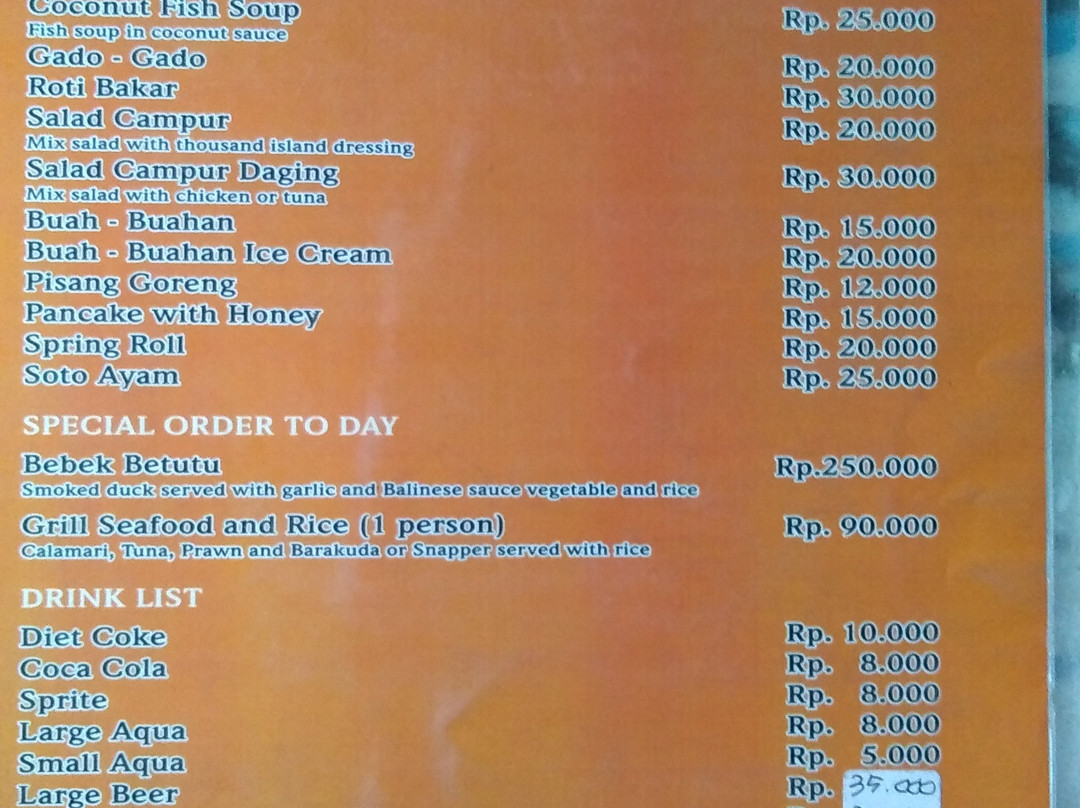 Coconut Fish Soup Rp. 25.000
Fish soup in coconut sauce
Gado - Gado Rp. 20.000
Roti Bakar Rp. 30.000
Salad Campur Rp. 20.000
Mix salad with thousand island dressing
Salad Campur Daging Rp. 30.000
Mix salad with chicken or tuna
Buah - Buahan Rp. 15.000
Buah - Buahan Ice Cream Rp. 20.000
Pisang Goreng Rp. 12.000
Pancake with Honey Rp. 15.000
Spring Roll Rp. 20.000
Soto Ayam Rp. 25.000
SPECIAL ORDER TO DAY
Bebek Betutu Rp.250.000
Smoked duck served with garlic and Balinese sauce vegetable and rice
Grill Seafood and Rice (1 person) Rp. 90.000
Calamari, Tuna, Prawn and Barakuda or Snapper served with rice
DRINK LIST
Diet Coke Rp. 10.000
Coca Cola Rp. 8.000
Sprite Rp. 8.000
Large Aqua Rp. 8.000
Small Aqua Rp. 5.000
Large Beer Rp. 35.000